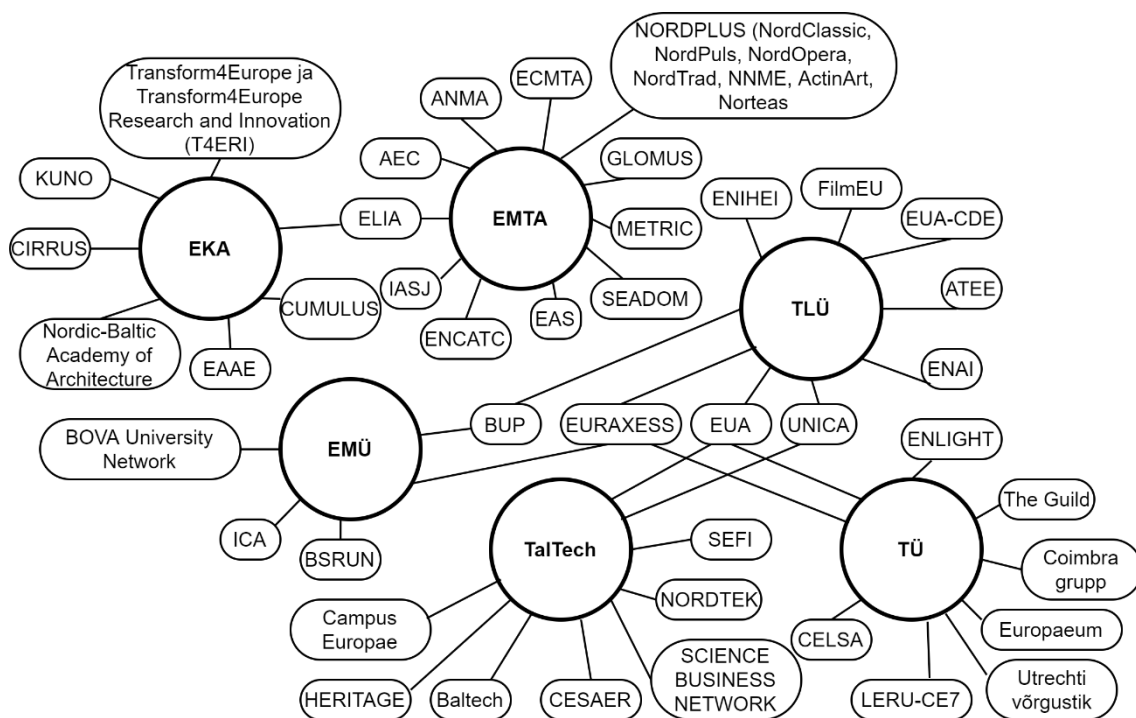 NORDPLUS (NordClassic,
NordPuls, NordOpera,
NordTrad, NNME, ActinArt,
Norteas
Transform4Europe ja
Transform4Europe
Research and Innovation
(T4ERI)
ECMTA
ANMA
AEC
GLOMUS
KUNO
ELIA
EMTA
METRIC
ENIHEI
FilmEU
EUA-CDE
CIRRUS
EKA
IASJ
SEADOM
TLÜ
ATEE
CUMULUS
ENCATC
EAS
Nordic-Baltic
Academy of
Architecture
EAAE
ENAI
BOVA University
Network
EMÜ
BUP
EURAXESS
EUA
UNICA
ENLIGHT
ICA
BSRUN
TalTech
SEFI
TÜ
The Guild
Coimbra
grupp
NORDTEK
Campus
Europae
CELSA
Europaeum
HERITAGE
Baltech
CESAER
SCIENCE
BUSINESS
NETWORK
LERU-CE7
Utrechti
võrgustik